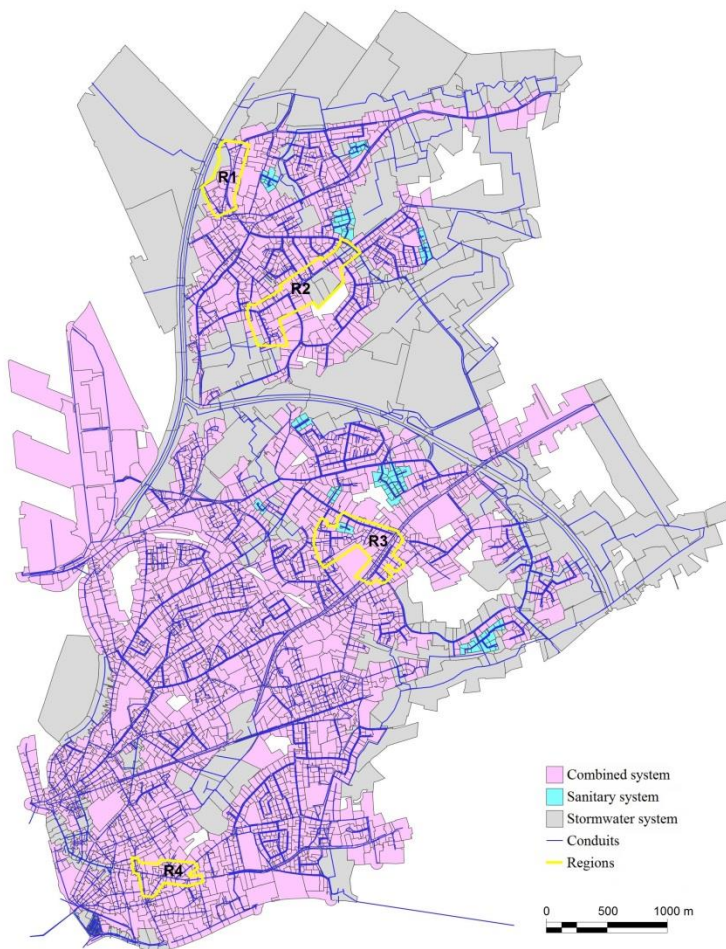 R1
R2
R3
R4
Combined system
Sanitary system
Stormwater system
Conduits
Regions
0 500 1000 m